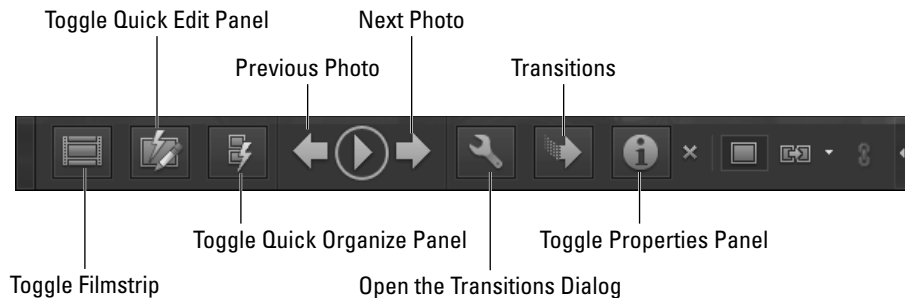 Toggle Quick Edit Panel
Next Photo
Previous Photo
Transitions
Toggle Quick Organize Panel
Toggle Properties Panel
Toggle Filmstrip
Open the Transitions Dialog